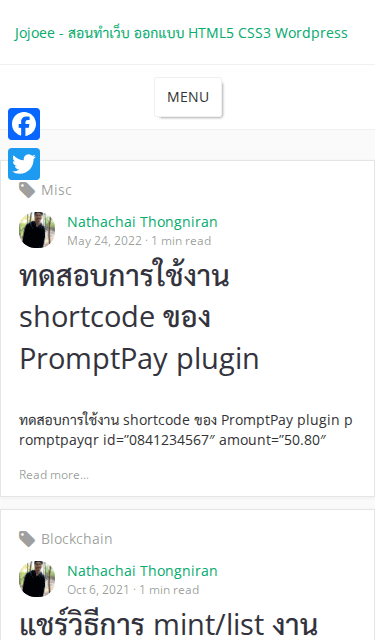 Jojoee - สอนทำเว็บ ออกแบบ HTML5 CSS3 Wordpress
MENU
Misc
Nathachai Thongniran
May 24, 2022 · 1 min read
ทดสอบการใช้งาน
shortcode ของ
PromptPay plugin
ทดสอบการใช้งาน shortcode ของ PromptPay plugin p
romptpayqr id=”0841234567″ amount=”50.80″
Read more...
Blockchain
Nathachai Thongniran
Oct 6, 2021 · 1 min read
แชร์วิธีการ mint/list งาน